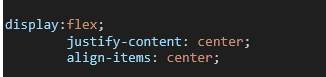 display:flex;
justify-content: center;
align-items: center;